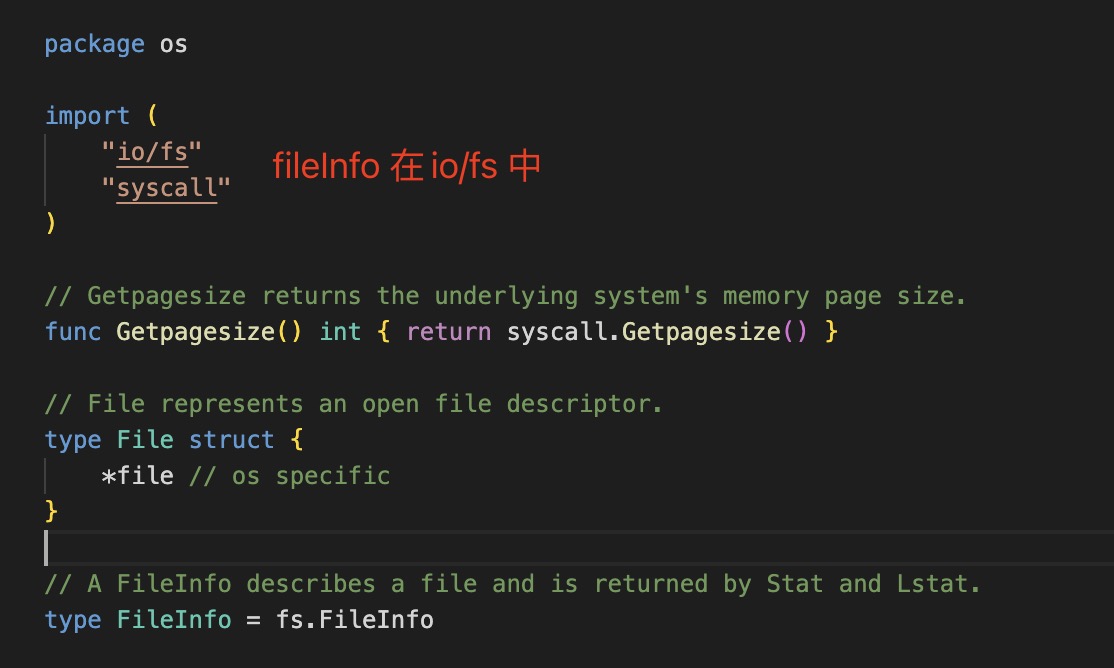 package os
import (
"io/fs"
fileInfo 在 io/fs 中
"syscall"
)
// Getpagesize returns the underlying system's memory page size.
func Getpagesize() int { return syscall.Getpagesize() }
// File represents an open file descriptor.
type File struct {
*file // os specific
}
// A FileInfo describes a file and is returned by Stat and Lstat.
type FileInfo = fs.FileInfo